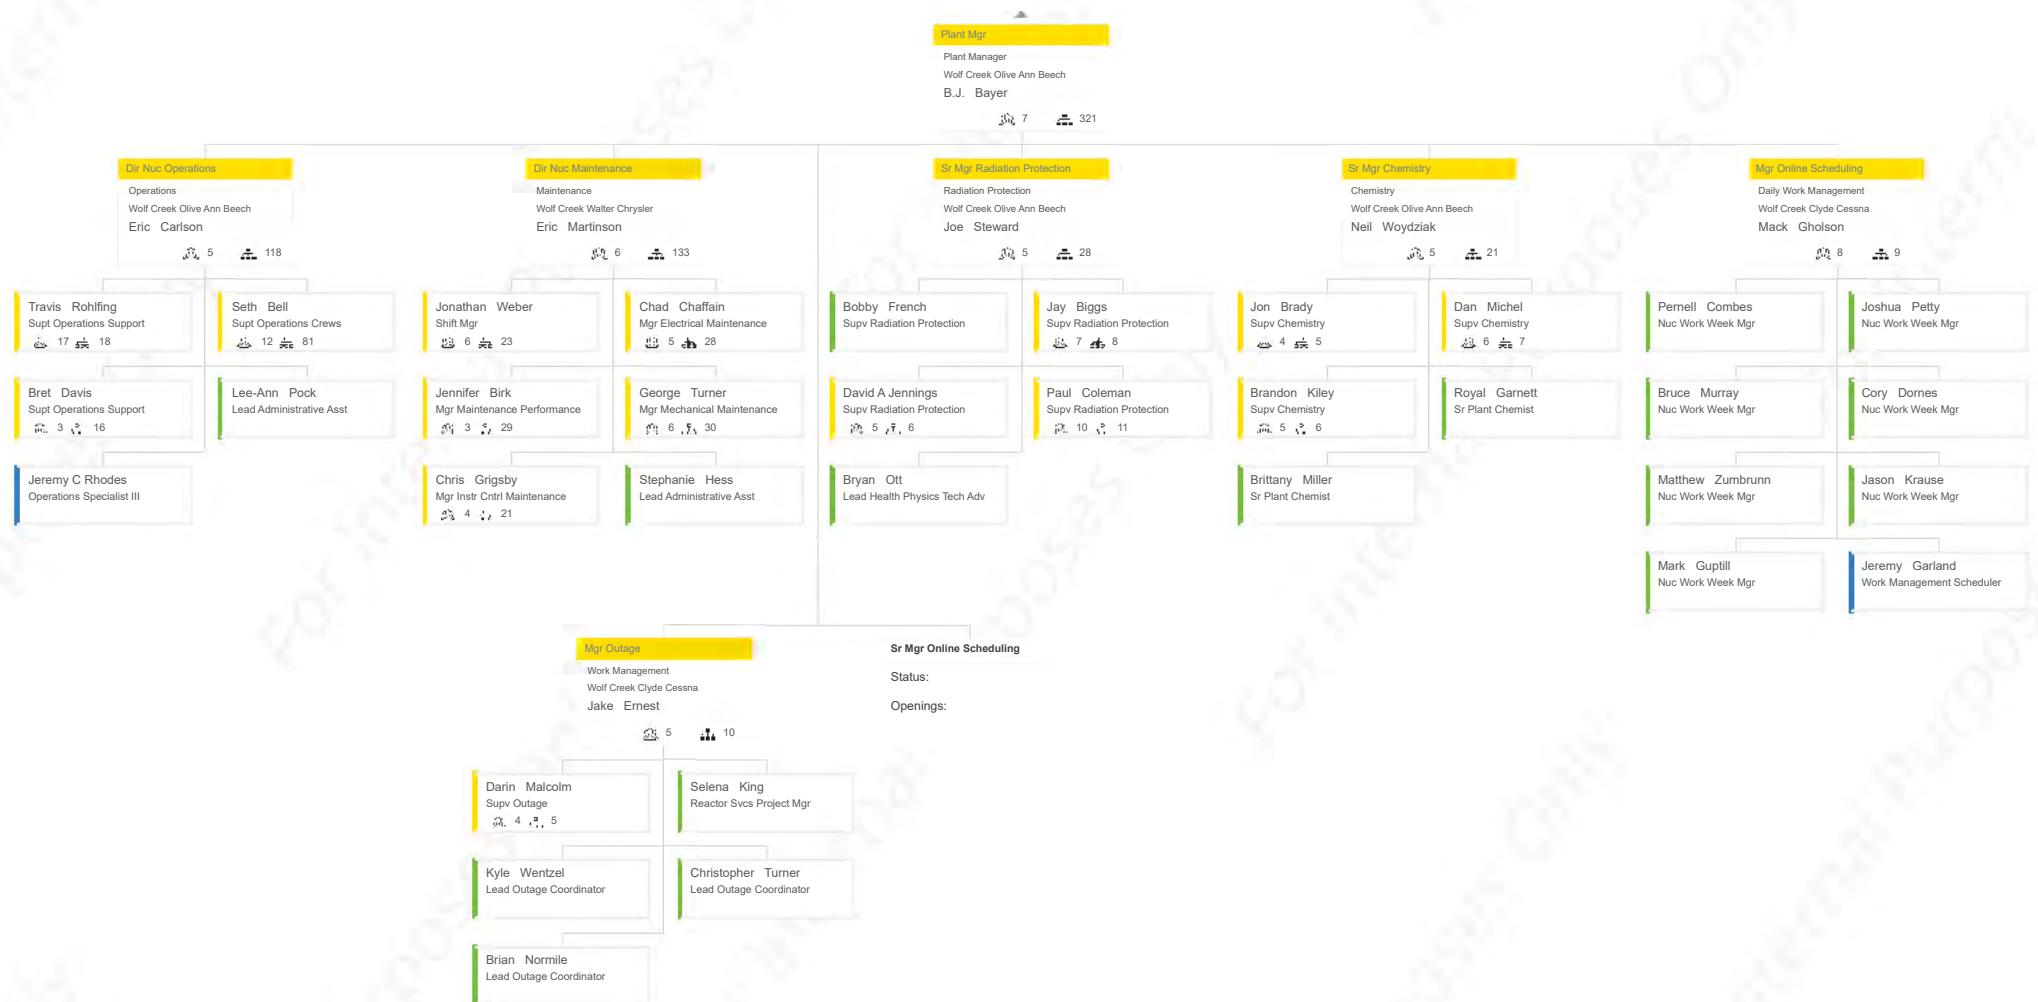 Plant Mgr
Plant Manager
Wolf Creek Olive Ann Beech
B.J. Bayer
7 321
Dir Nuc Operations
Operations
Wolf Creek Olive Ann Beech
Eric Carlson
5 118
Dir Nuc Maintenance
Maintenance
Wolf Creek Walter Chrysler
Eric Martinson
6 133
Sr Mgr Radiation Protection
Radiation Protection
Wolf Creek Olive Ann Beech
Joe Steward
5 28
Sr Mgr Chemistry
Chemistry
Wolf Creek Olive Ann Beech
Neil Woydziak
5 21
Mgr Online Scheduling
Daily Work Management
Wolf Creek Clyde Cessna
Mack Gholson
8 9
Travis Rohlfing
Supt Operations Support
17 18
Seth Bell
Supt Operations Crews
12 81
Bret Davis
Supt Operations Support
3 16
Lee-Ann Pock
Lead Administrative Asst
Jeremy C Rhodes
Operations Specialist III
Jonathan Weber
Shift Mgr
6 23
Chad Chaffain
Mgr Electrical Maintenance
5 28
Jennifer Birk
Mgr Maintenance Performance
3 29
George Turner
Mgr Mechanical Maintenance
6 30
Chris Grigsby
Mgr Instr Cntrl Maintenance
4 21
Stephanie Hess
Lead Administrative Asst
Bobby French
Supv Radiation Protection
Jay Biggs
Supv Radiation Protection
7 8
David A Jennings
Supv Radiation Protection
5 6
Paul Coleman
Supv Radiation Protection
10 11
Bryan Ott
Lead Health Physics Tech Adv
Jon Brady
Supv Chemistry
4 5
Dan Michel
Supv Chemistry
6 7
Brandon Kiley
Supv Chemistry
5 6
Royal Garnett
Sr Plant Chemist
Brittany Miller
Sr Plant Chemist
Pernell Combes
Nuc Work Week Mgr
Joshua Petty
Nuc Work Week Mgr
Bruce Murray
Nuc Work Week Mgr
Cory Dornes
Nuc Work Week Mgr
Matthew Zumbrunn
Nuc Work Week Mgr
Jason Krause
Nuc Work Week Mgr
Mark Guptill
Nuc Work Week Mgr
Jeremy Garland
Work Management Scheduler
Mgr Outage
Work Management
Wolf Creek Clyde Cessna
Jake Ernest
5 10
Sr Mgr Online Scheduling
Status:
Openings:
Darin Malcolm
Supv Outage
4 5
Selena King
Reactor Svcs Project Mgr
Kyle Wentzel
Lead Outage Coordinator
Christopher Turner
Lead Outage Coordinator
Brian Normile
Lead Outage Coordinator